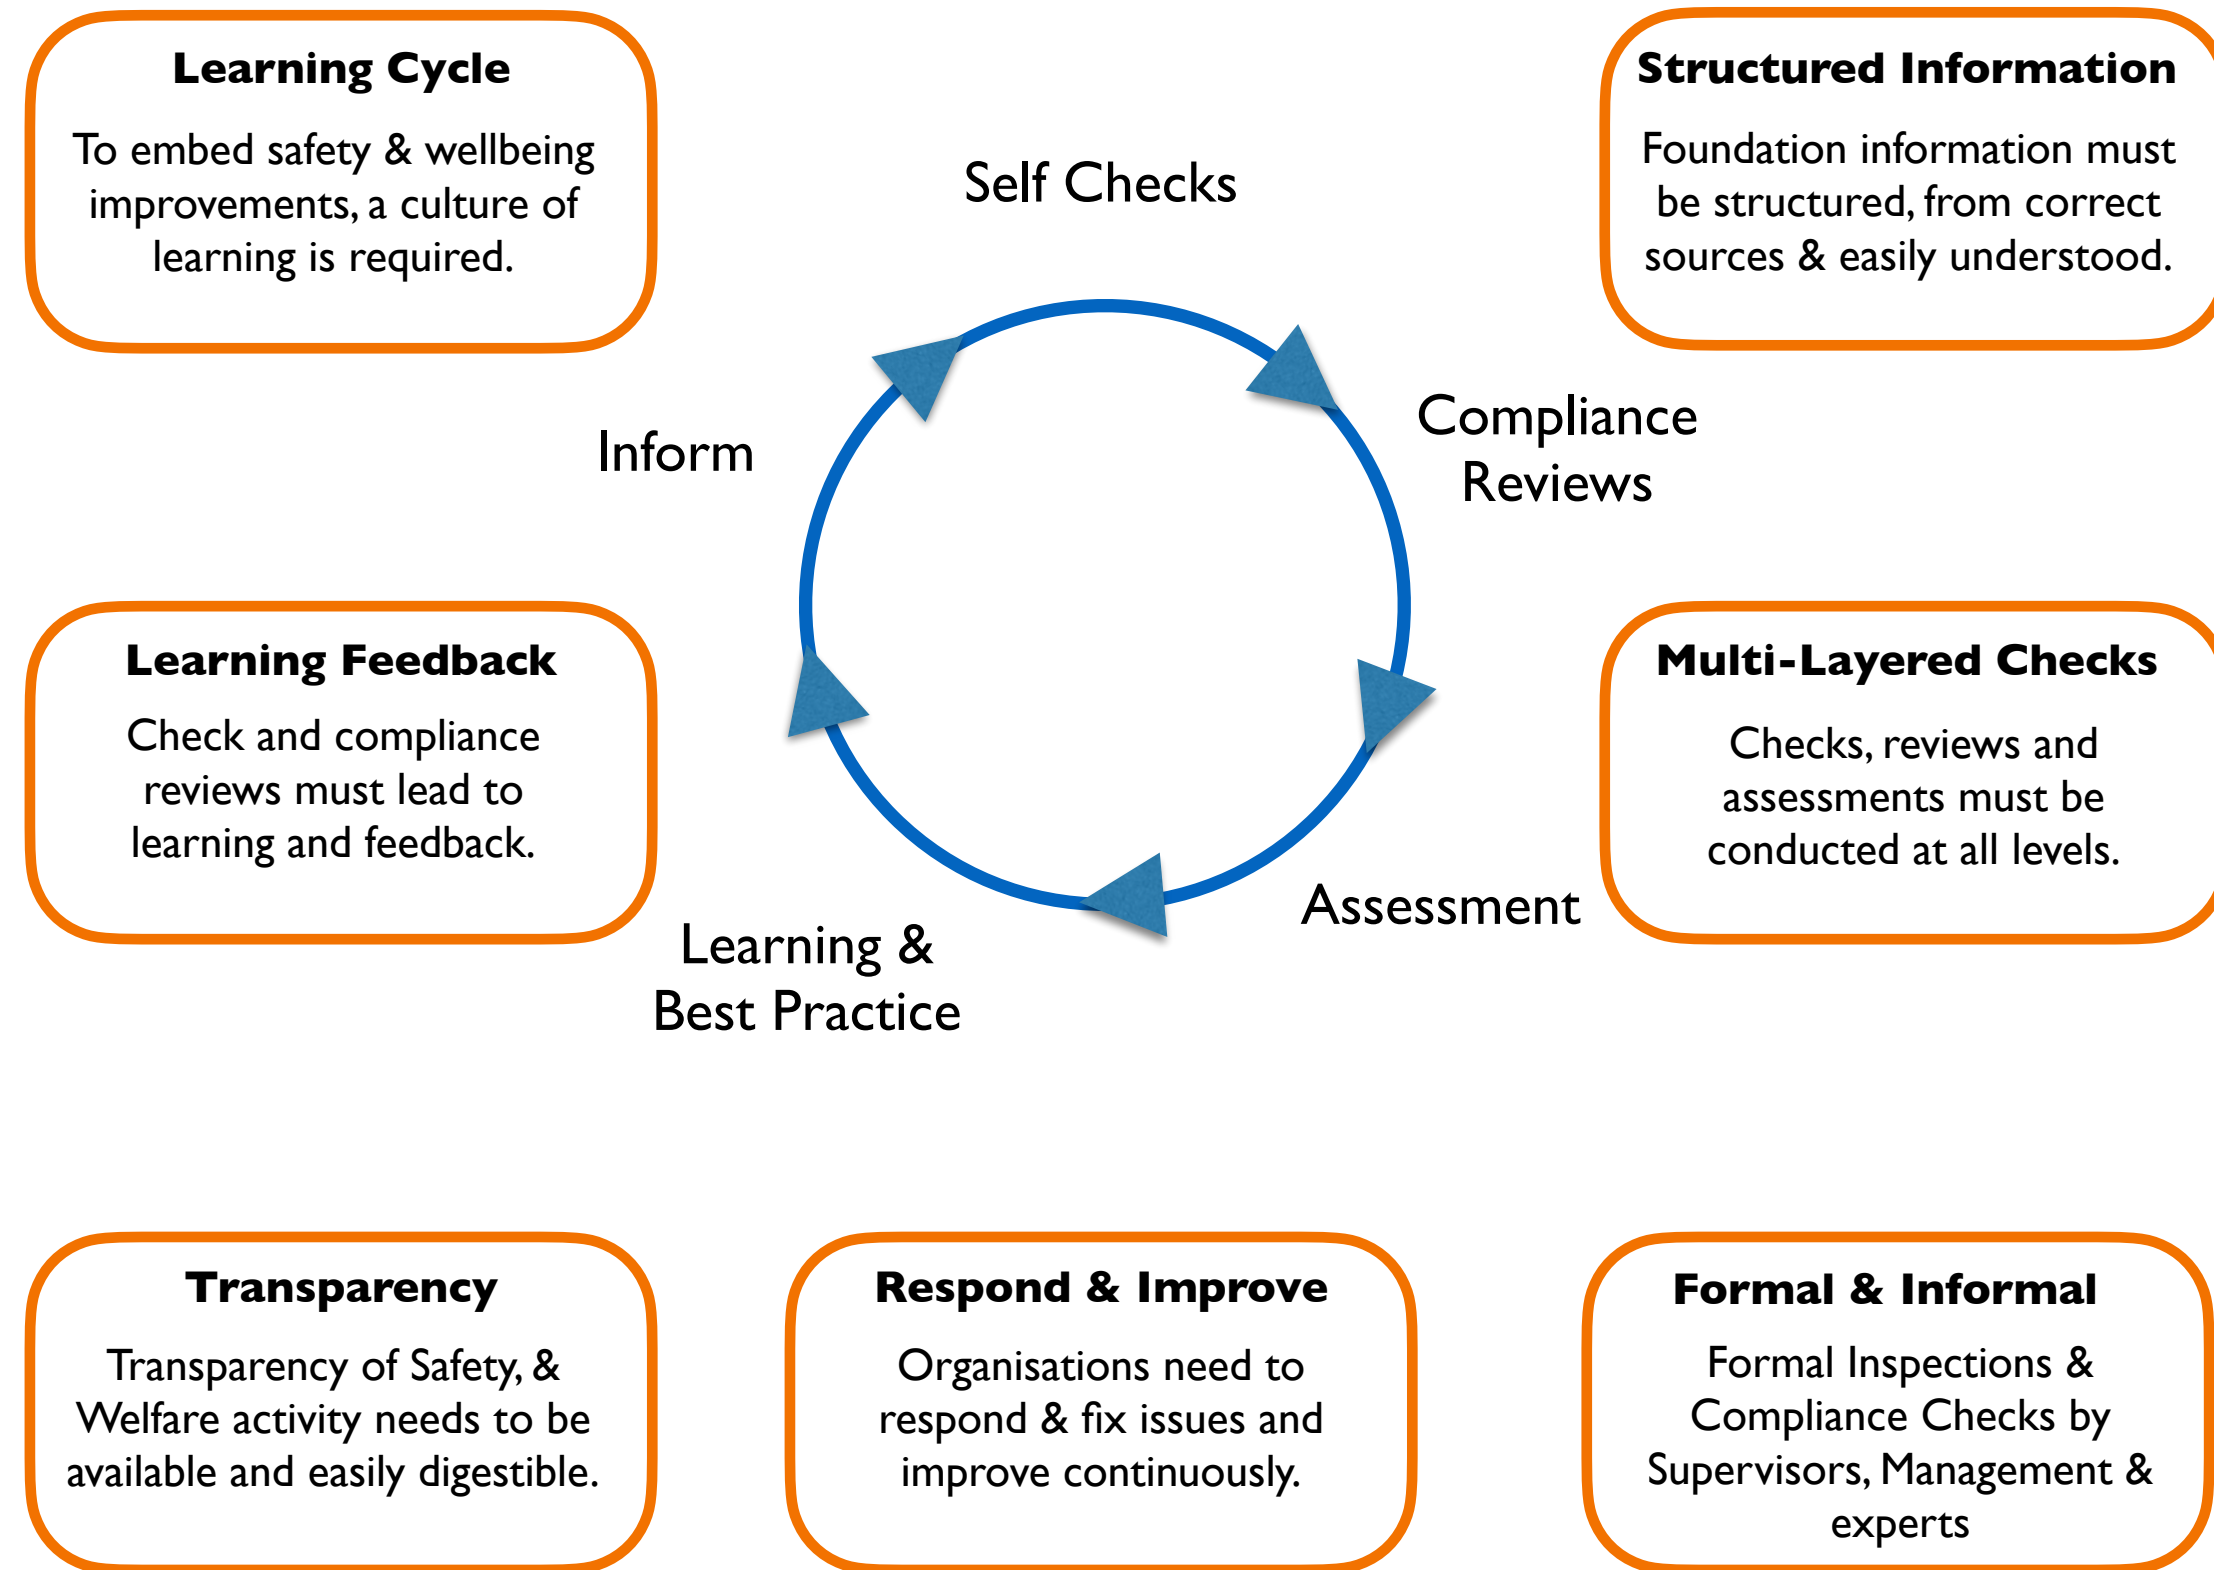 Learning Cycle
To embed safety & wellbeing
improvements, a culture of
learning is required.
Self Checks
Structured Information
Foundation information must
be structured, from correct
sources & easily understood.
Inform
Compliance
Reviews
Learning Feedback
Check and compliance
reviews must lead to
learning and feedback.
Multi-Layered Checks
Checks, reviews and
assessments must be
conducted at all levels.
Assessment
Learning &
Best Practice
Transparency
Transparency of Safety, &
Welfare activity needs to be
available and easily digestible.
Respond & Improve
Organisations need to
respond & fix issues and
improve continuously.
Formal & Informal
Formal Inspections &
Compliance Checks by
Supervisors, Management &
experts